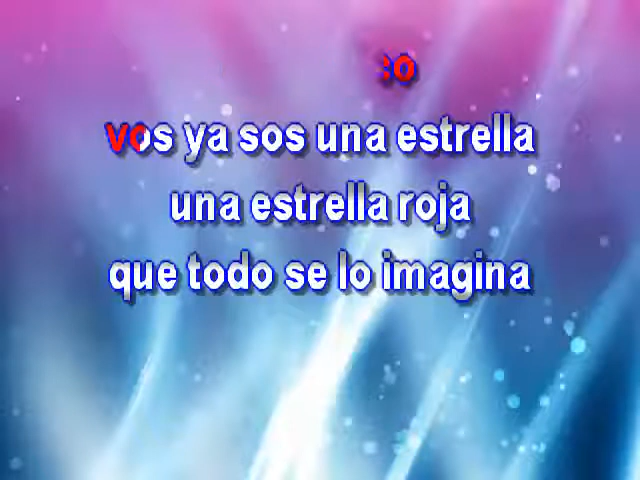 vos ya sos una estrella
una estrella roja
que todo se lo imagina